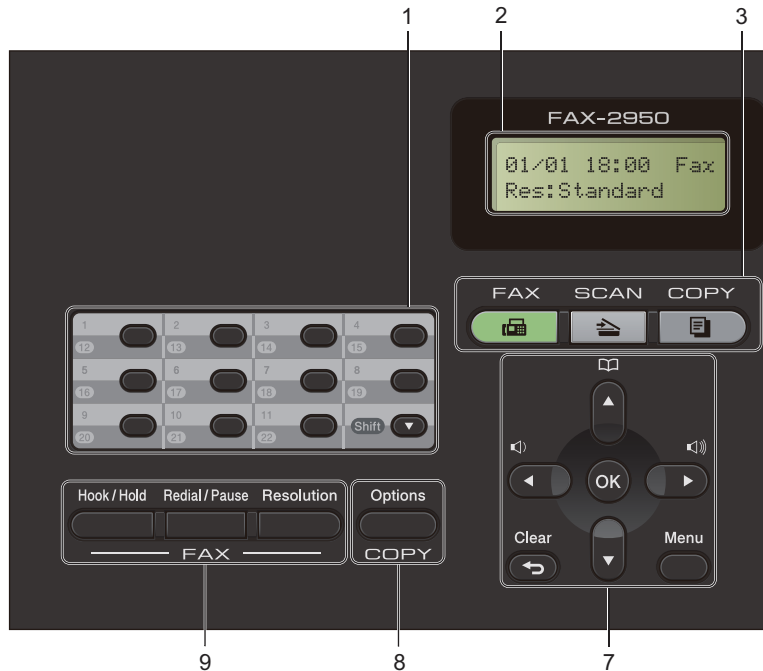 1 2 3
FAX-2950
01/01 18:00 Fax
Res:Standard
FAX SCAN COPY
1 2 3 4
12 13 14 15
5 6 7 8
16 17 18 19
9 10 11 Shift
20 21 22
OK
Hook / Hold Redial / Pause Resolution Options
FAX COPY
Clear Menu
9 8 7